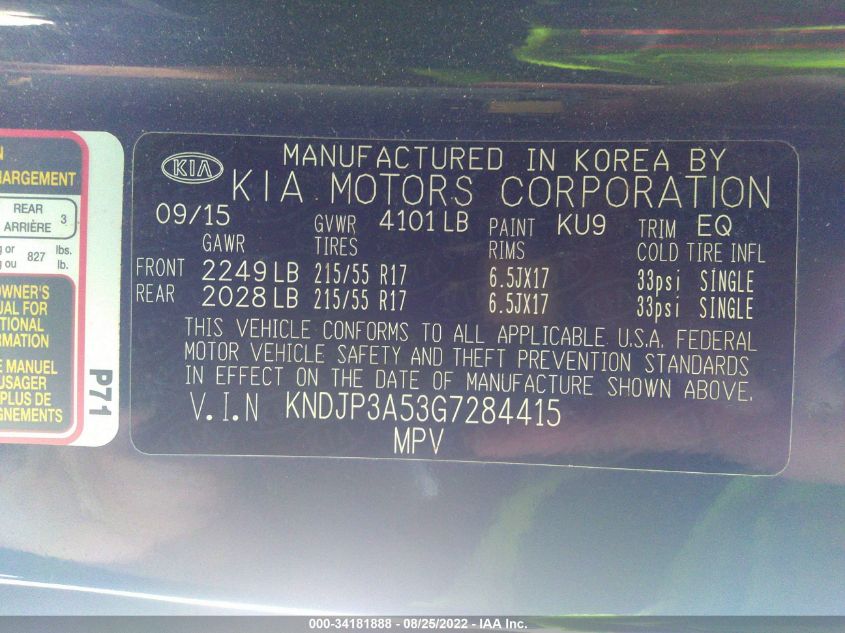 N
HARGEMENT
REAR
ARRIÈRE 3
g or 827 lbs.
lb.
OWNER'S
UAL FOR
TIONAL
RMATION
E MANUEL
USAGER
PLUS DE
GNEMENTS
P71
KIA
MANUFACTURED IN KOREA BY
KIA MOTORS CORPORATION
09/15 GVWR 4101 LB PAINT KU9 TRIM EQ
GAWR TIRES RIMS COLD TIRE INFL
FRONT 2249 LB 215/55 R17 6.5JX17 33psi SINGLE
REAR 2028 LB 215/55 R17 6.5JX17 33psi SINGLE
THIS VEHICLE CONFORMS TO ALL APPLICABLE U.S.A. FEDERAL
MOTOR VEHICLE SAFETY AND THEFT PREVENTION STANDARDS
IN EFFECT ON THE DATE OF MANUFACTURE SHOWN ABOVE.
V.I.N KNDJP3A53G7284415
MPV
000-34181888 - 08/25/2022 - IAA Inc.